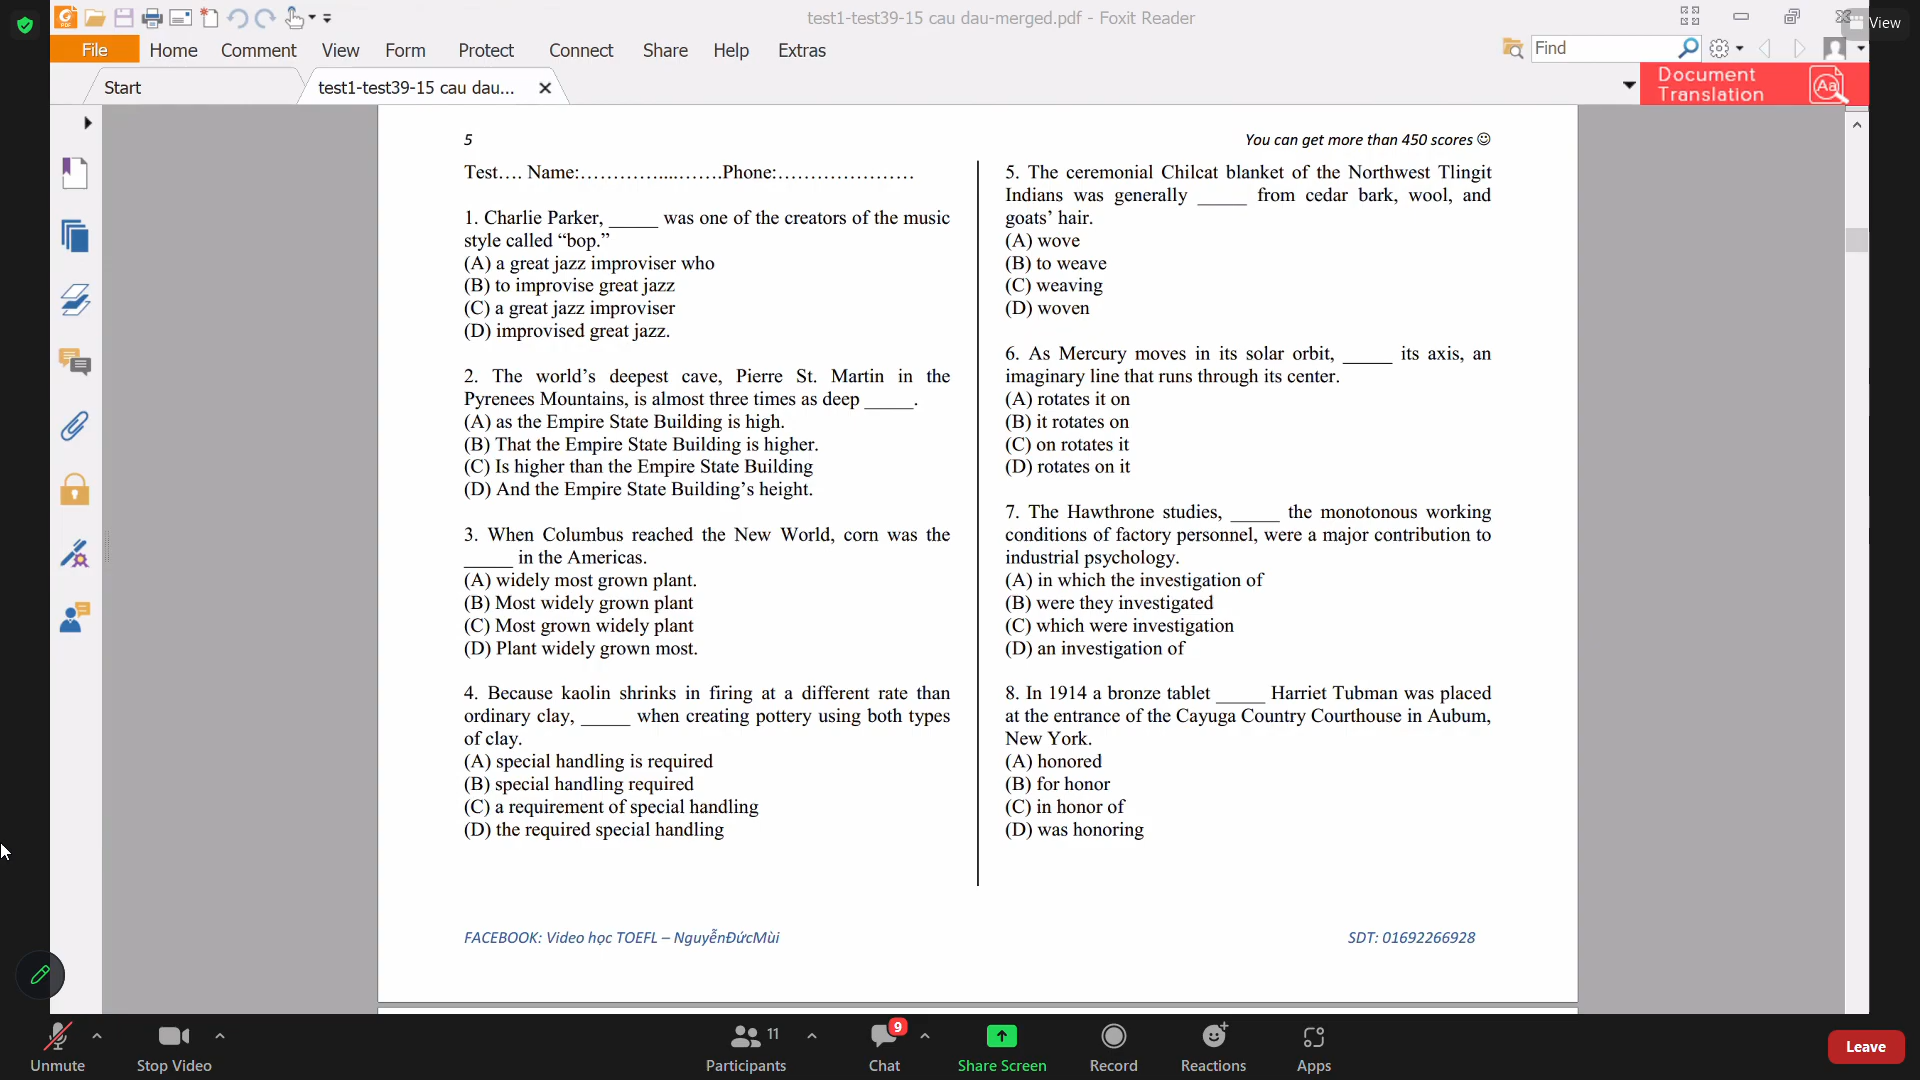 test1-test39-15 cau dau-merged.pdf - Foxit Reader
View
File
Home
Comment
View
Form
Protect
Connect
Share
Help
Extras
Find
Start
test1-test39-15 cau dau...
Document
Translation
5
You can get more than 450 scores ☺
Test.... Name:......................Phone:.....................
1. Charlie Parker, _____ was one of the creators of the music
style called “bop.”
(A) a great jazz improviser who
(B) to improvise great jazz
(C) a great jazz improviser
(D) improvised great jazz.
2. The world’s deepest cave, Pierre St. Martin in the
Pyrenees Mountains, is almost three times as deep _____.
(A) as the Empire State Building is high.
(B) That the Empire State Building is higher.
(C) Is higher than the Empire State Building
(D) And the Empire State Building’s height.
3. When Columbus reached the New World, corn was the
_____ in the Americas.
(A) widely most grown plant.
(B) Most widely grown plant
(C) Most grown widely plant
(D) Plant widely grown most.
4. Because kaolin shrinks in firing at a different rate than
ordinary clay, _____ when creating pottery using both types
of clay.
(A) special handling is required
(B) special handling required
(C) a requirement of special handling
(D) the required special handling
5. The ceremonial Chilcat blanket of the Northwest Tlingit
Indians was generally _____ from cedar bark, wool, and
goats’ hair.
(A) wove
(B) to weave
(C) weaving
(D) woven
6. As Mercury moves in its solar orbit, _____ its axis, an
imaginary line that runs through its center.
(A) rotates it on
(B) it rotates on
(C) on rotates it
(D) rotates on it
7. The Hawthrone studies, _____ the monotonous working
conditions of factory personnel, were a major contribution to
industrial psychology.
(A) in which the investigation of
(B) were they investigated
(C) which were investigation
(D) an investigation of
8. In 1914 a bronze tablet _____ Harriet Tubman was placed
at the entrance of the Cayuga Country Courthouse in Aubum,
New York.
(A) honored
(B) for honor
(C) in honor of
(D) was honoring
FACEBOOK: Video học TOEFL – NguyễnĐứcMùi
SDT: 01692266928
Unmute
Stop Video
11
Participants
9
Chat
Share Screen
Record
Reactions
Apps
Leave